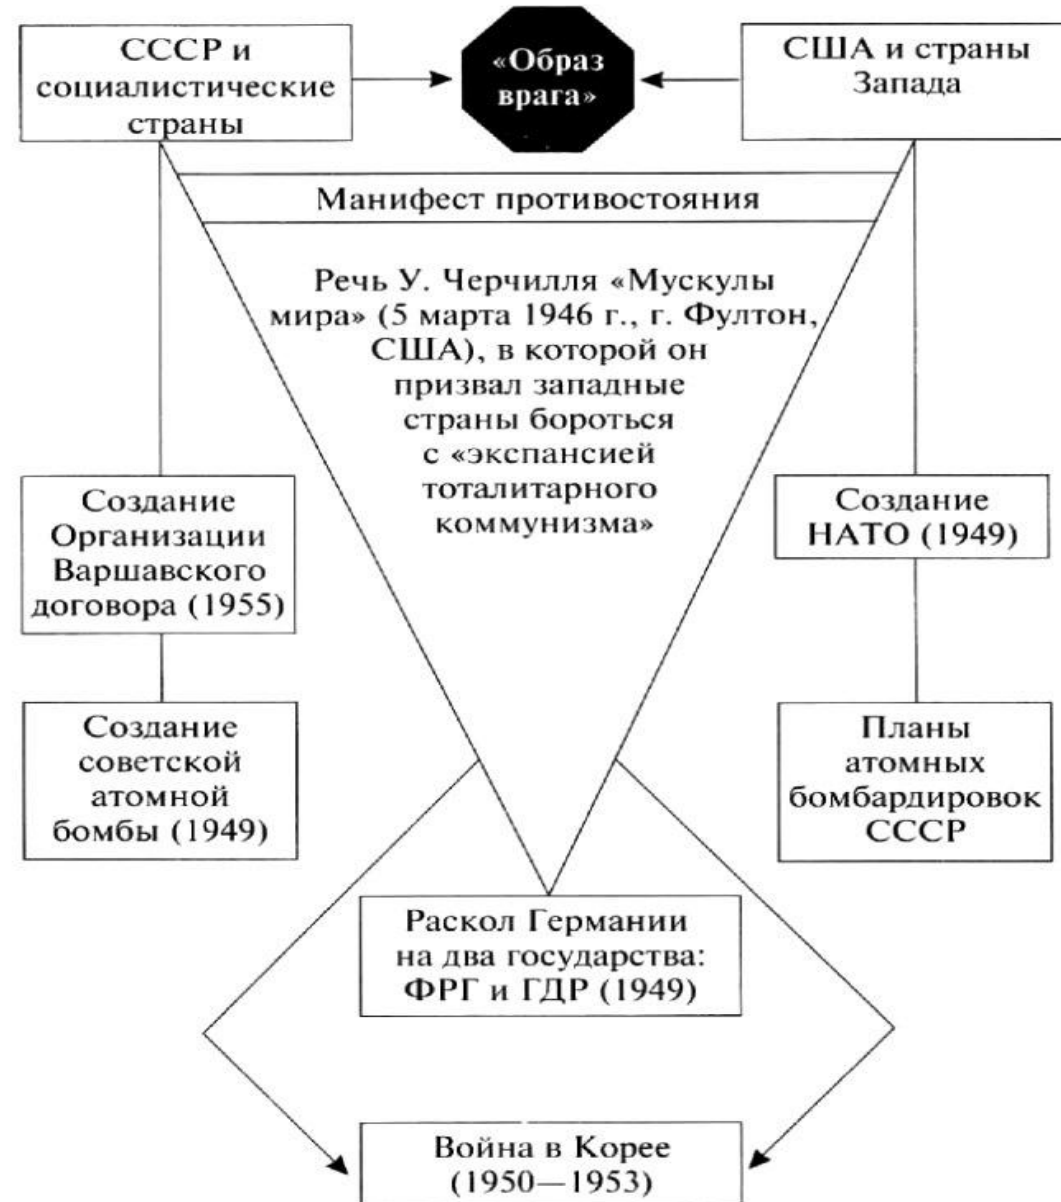 СССР и
социалистические
страны
«Образ
врага»
США и страны
Запада
Манифест противостояния
Речь У. Черчилля «Мускулы
мира» (5 марта 1946 г., г. Фултон,
США), в которой он
призвал западные
страны бороться
с «экспансией
тоталитарного
коммунизма»
Создание
Организации
Варшавского
договора (1955)
Создание
НАТО (1949)
Создание
советской
атомной
бомбы (1949)
Планы
атомных
бомбардировок
СССР
Раскол Германии
на два государства:
ФРГ и ГДР (1949)
Война в Корее
(1950—1953)